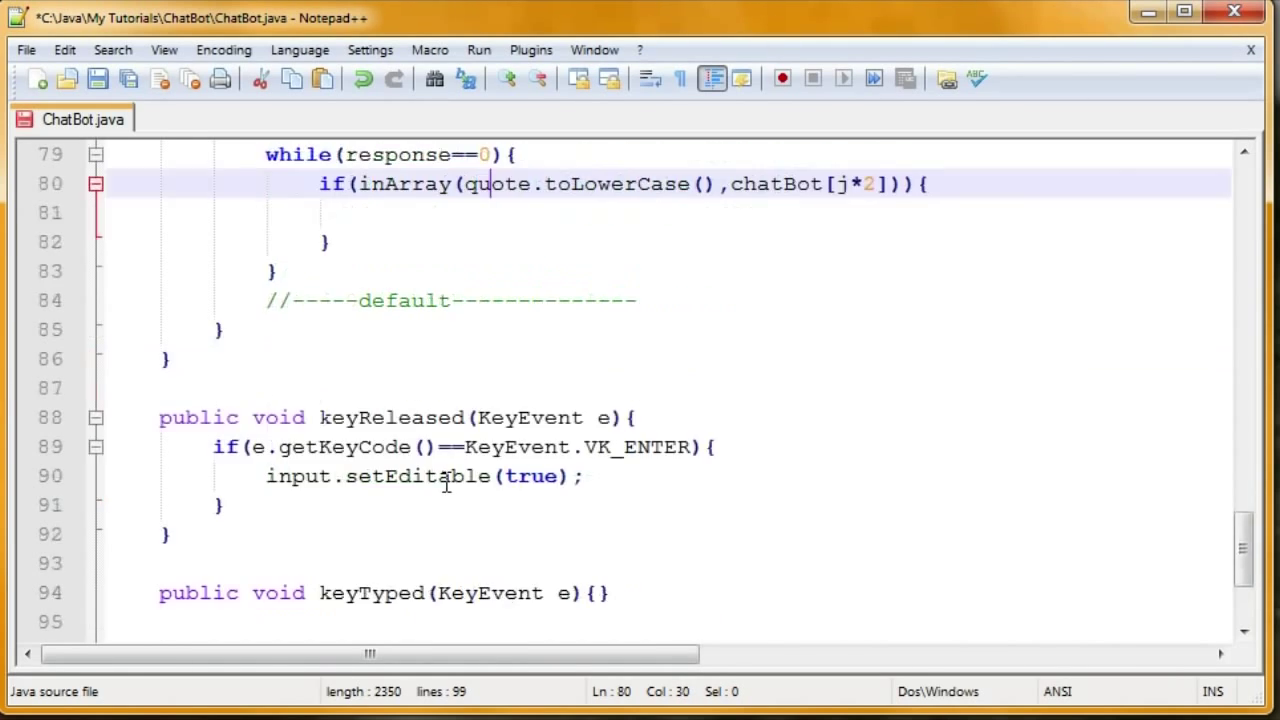 *C:\Java\My Tutorials\ChatBot\ChatBot.java - Notepad++
File Edit Search View Encoding Language Settings Macro Run Plugins Window ? X
ABC
ChatBot.java
79 while(response==0){
80 if(inArray(quote.toLowerCase(),chatBot[j*2])){
81
82 }
83 }
84 //-----default--------------
85 }
86 }
87
88 public void keyReleased(KeyEvent e){
89 if(e.getKeyCode()==KeyEvent.VK_ENTER){
90 input.setEditable(true);
91 }
92 }
93
94 public void keyTyped(KeyEvent e){}
95
Java source file length : 2350 lines : 99 Ln : 80 Col : 30 Sel : 0 Dos\Windows ANSI INS